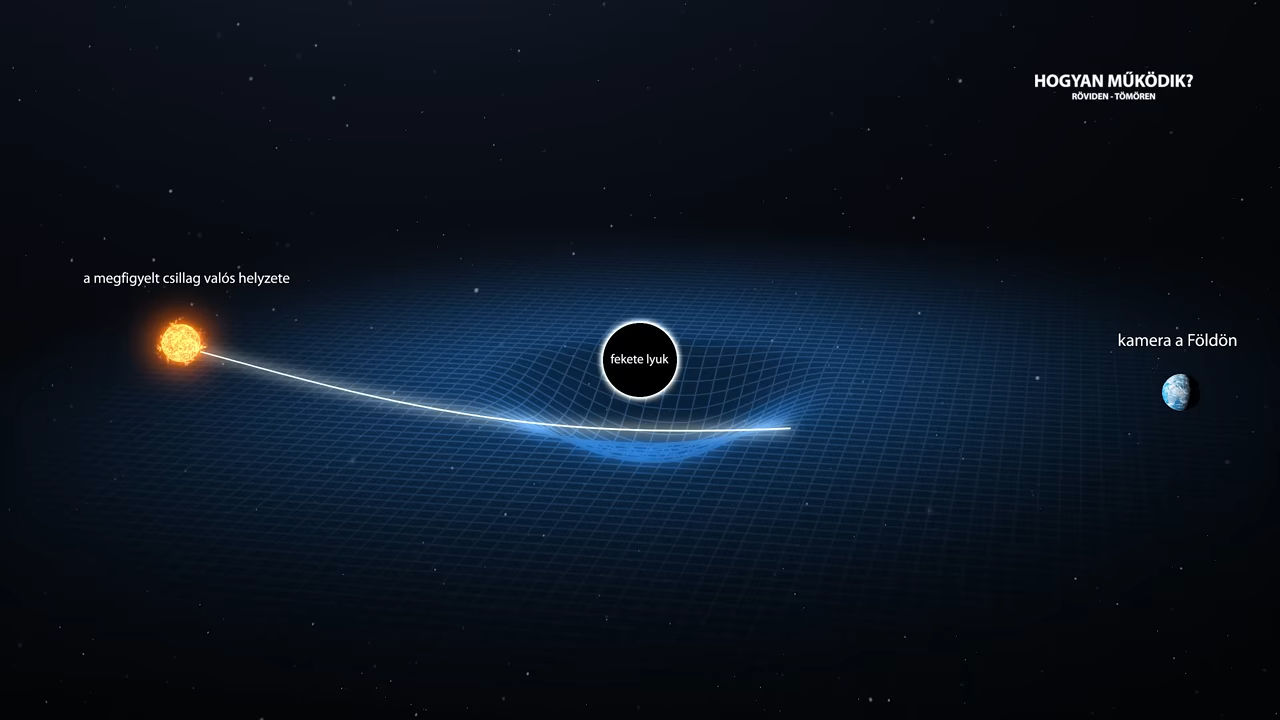 HOGYAN MŰKÖDIK?
RÖVIDEN - TÖMÖREN
a megfigyelt csillag valós helyzete
fekete lyuk
kamera a Földön